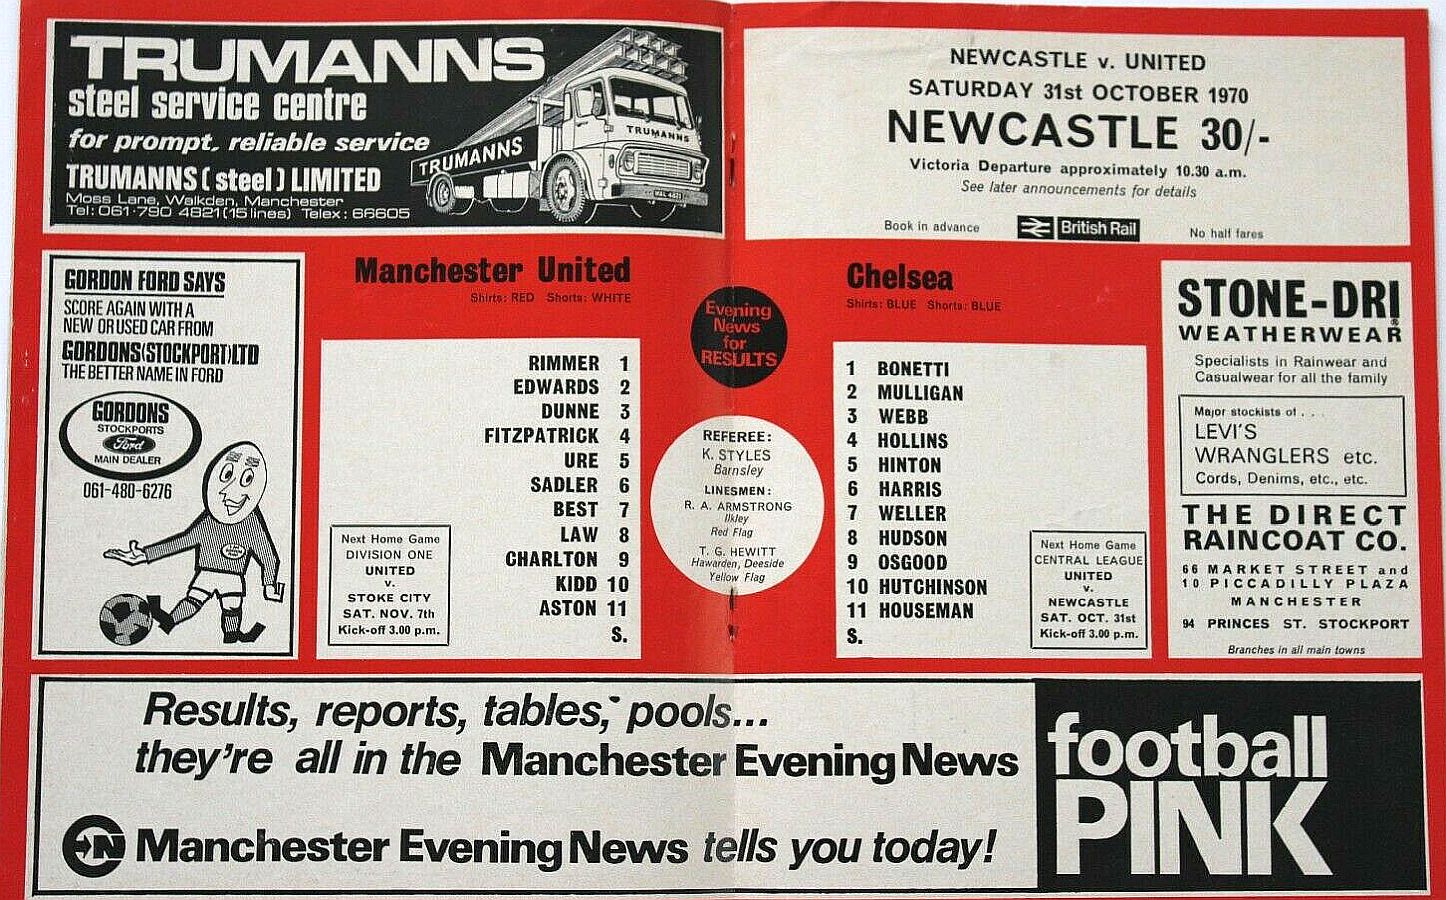 TRUMANNS
steel service centre
for prompt, reliable service
TRUMANNS (steel) LIMITED
Moss Lane, Walkden, Manchester
Tel: 061-790 4821 (15 lines) Telex: 66605
TRUMANNS
TRUMANNS
NEWCASTLE v. UNITED
SATURDAY 31st OCTOBER 1970
NEWCASTLE 30/-
Victoria Departure approximately 10.30 a.m.
See later announcements for details
Book in advance British Rail No half fares
GORDON FORD SAYS
SCORE AGAIN WITH A
NEW OR USED CAR FROM
GORDONS (STOCKPORT) LTD
THE BETTER NAME IN FORD
GORDONS
STOCKPORTS
Ford
MAIN DEALER
061-480-6276
Manchester United
Shirts: RED Shorts: WHITE
RIMMER 1
EDWARDS 2
DUNNE 3
FITZPATRICK 4
URE 5
SADLER 6
BEST 7
LAW 8
CHARLTON 9
KIDD 10
ASTON 11
S.
Next Home Game
DIVISION ONE
UNITED
v.
STOKE CITY
SAT. NOV. 7th
Kick-off 3.00 p.m.
Evening
News
for
RESULTS
REFEREE:
K. STYLES
Barnsley
LINESMEN:
R. A. ARMSTRONG
Ilkley
Red Flag
T. G. HEWITT
Hawarden, Deeside
Yellow Flag
Chelsea
Shirts: BLUE Shorts: BLUE
1 BONETTI
2 MULLIGAN
3 WEBB
4 HOLLINS
5 HINTON
6 HARRIS
7 WELLER
8 HUDSON
9 OSGOOD
10 HUTCHINSON
11 HOUSEMAN
S.
Next Home Game
CENTRAL LEAGUE
UNITED
v.
NEWCASTLE
SAT. OCT. 31st
Kick-off 3.00 p.m.
STONE-DRI®
WEATHERWEAR
Specialists in Rainwear and
Casualwear for all the family
Major stockists of . . .
LEVI'S
WRANGLERS etc.
Cords, Denims, etc., etc.
THE DIRECT
RAINCOAT CO.
66 MARKET STREET and
10 PICCADILLY PLAZA
MANCHESTER
94 PRINCES ST. STOCKPORT
Branches in all main towns
Results, reports, tables, pools...
they're all in the Manchester Evening News
Manchester Evening News tells you today!
football
PINK